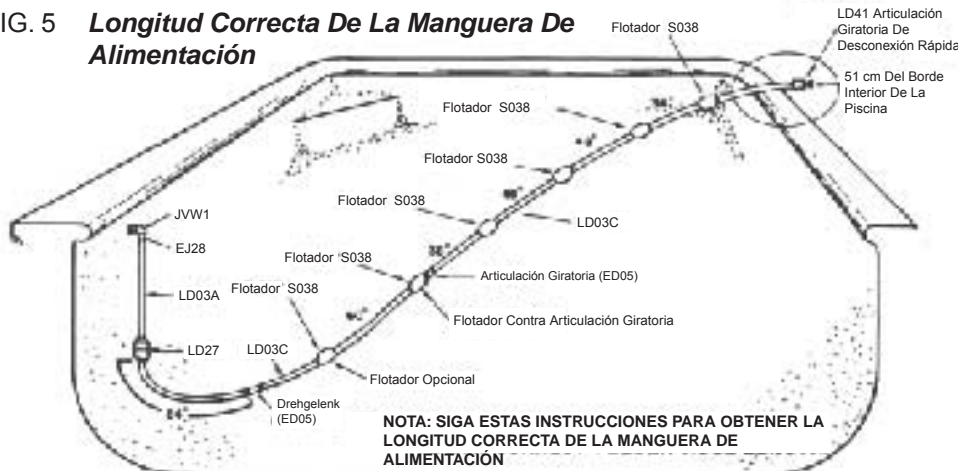 IG. 5 Longitud Correcta De La Manguera De
Alimentación
Flotador S038
LD41 Articulación
Giratoria De
Desconexión Rápida
51 cm Del Borde
Interior De La
Piscina
Flotador S038
Flotador S038
Flotador S038
LD03C
JVW1
EJ28
Flotador S038
Articulación Giratoria (ED05)
LD03A
Flotador S038
Flotador Contra Articulación Giratoria
LD27
LD03C
Flotador Opcional
Drehgelenk
(ED05)
NOTA: SIGA ESTAS INSTRUCCIONES PARA OBTENER LA
LONGITUD CORRECTA DE LA MANGUERA DE
ALIMENTACIÓN